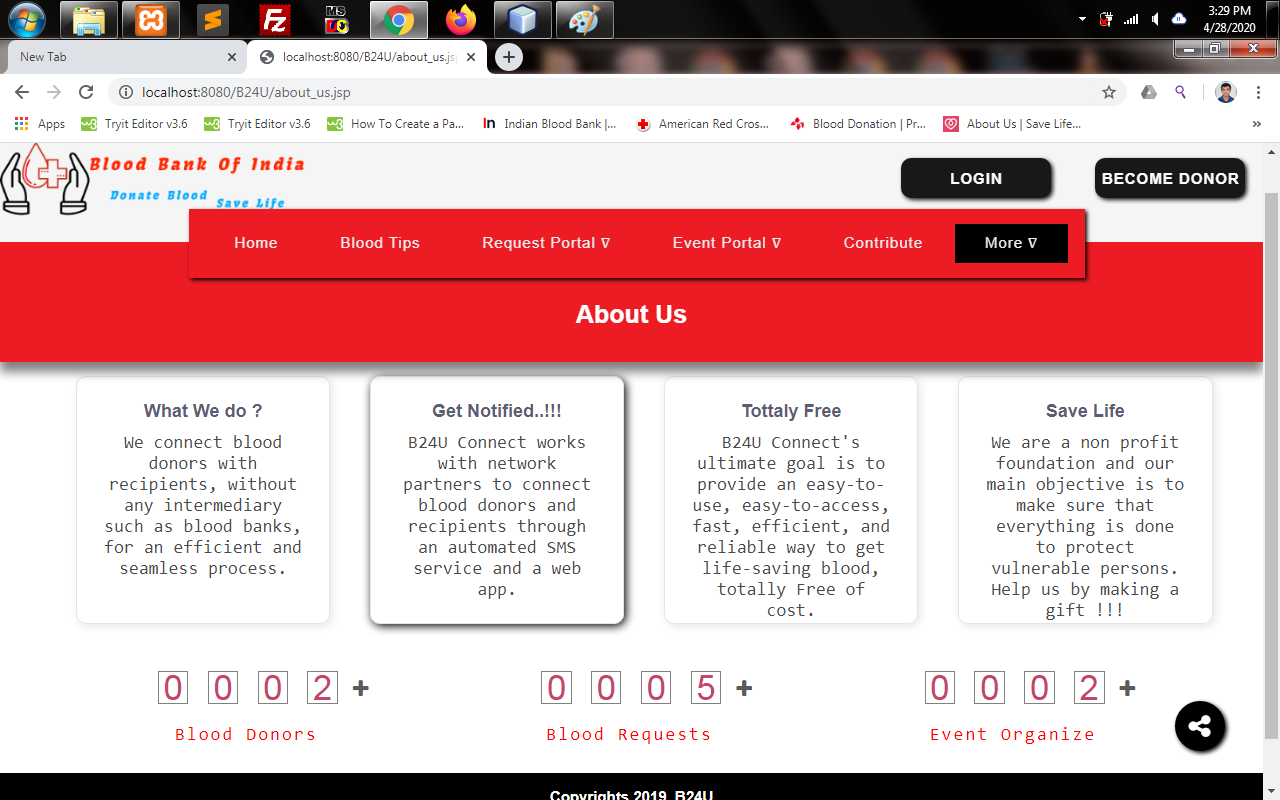 MS
3:29 PM
4/28/2020
New Tab
localhost:8080/B24U/about_us.js
localhost:8080/B24U/about_us.jsp
Apps
Tryit Editor v3.6
Tryit Editor v3.6
How To Create a Pa...
In Indian Blood Bank |...
American Red Cros...
Blood Donation | Pr...
About Us | Save Life...
»
Blood Bank Of India
Donate Blood
Save Life
LOGIN
BECOME DONOR
Home
Blood Tips
Request Portal ∇
Event Portal ∇
Contribute
More ∇
About Us
What We do ?
We connect blood
donors with
recipients, without
any intermediary
such as blood banks,
for an efficient and
seamless process.
Get Notified..!!!
B24U Connect works
with network
partners to connect
blood donors and
recipients through
an automated SMS
service and a web
app.
Tottaly Free
B24U Connect's
ultimate goal is to
provide an easy-to-
use, easy-to-access,
fast, efficient, and
reliable way to get
life-saving blood,
totally Free of
cost.
Save Life
We are a non profit
foundation and our
main objective is to
make sure that
everything is done
to protect
vulnerable persons.
Help us by making a
gift !!!
0 0 0 2 +
Blood Donors
0 0 0 5 +
Blood Requests
0 0 0 2 +
Event Organize
Copyrights 2019, B24U